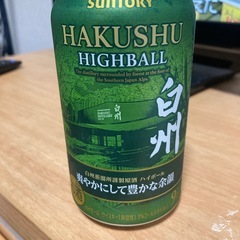 SUNTORY
HAKUSHU
HIGHBALL
The distillery surrounded by forest at the foot of
the Southern Japan Alps.
白州
白州蒸溜所謹製原酒 ハイボール
爽やかにして豊かな余韻